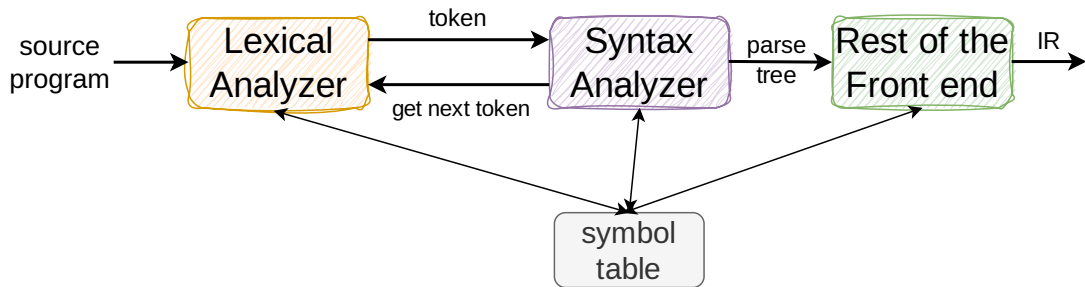 source
program
Lexical
Analyzer
token
get next token
Syntax
Analyzer
parse
tree
Rest of the
Front end
IR
symbol
table